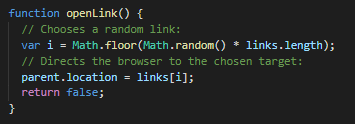 function openLink() {
// Chooses a random link:
var i = Math.floor(Math.random() * links.length);
// Directs the browser to the chosen target:
parent.location = links[i];
return false;
}